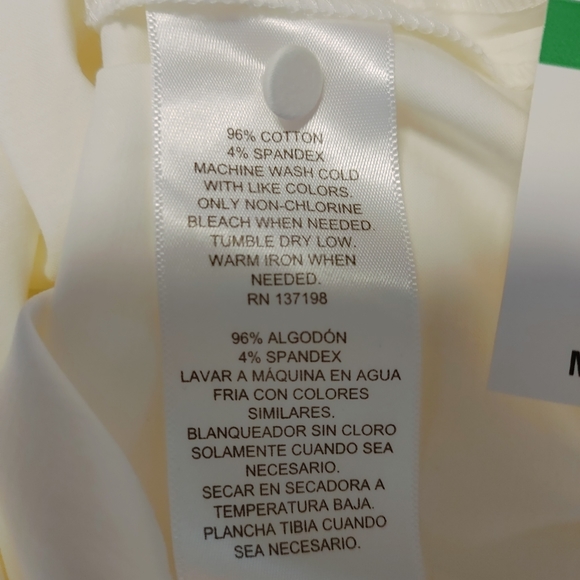 96% COTTON
4% SPANDEX
MACHINE WASH COLD
WITH LIKE COLORS.
ONLY NON-CHLORINE
BLEACH WHEN NEEDED.
TUMBLE DRY LOW.
WARM IRON WHEN
NEEDED.
RN 137198
96% ALGODÓN
4% SPANDEX
LAVAR A MÁQUINA EN AGUA
FRIA CON COLORES
SIMILARES.
BLANQUEADOR SIN CLORO
SOLAMENTE CUANDO SEA
NECESARIO.
SECAR EN SECADORA A
TEMPERATURA BAJA.
PLANCHA TIBIA CUANDO
SEA NECESARIO.